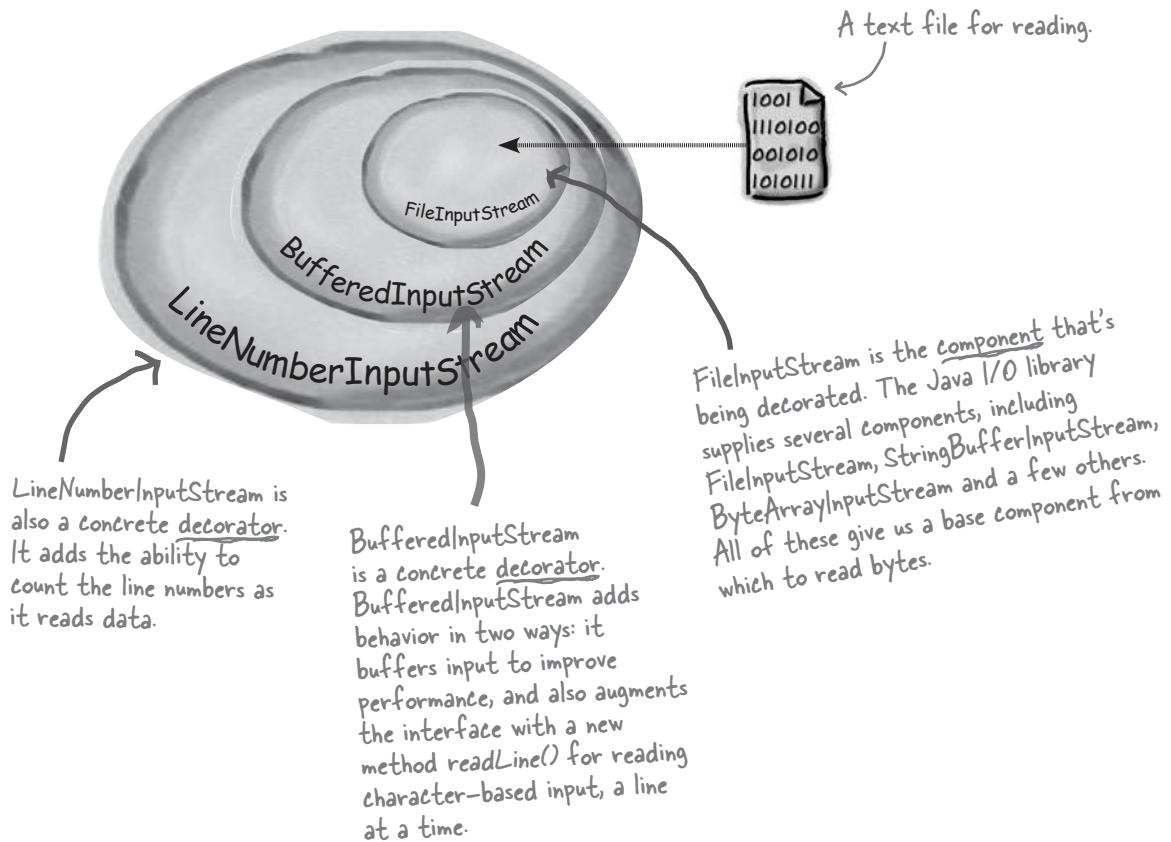 A text file for reading.
1001
1110100
001010
1010111
FileInputStream
BufferedInputStream
LineNumberInputStream
LineNumberInputStream is
also a concrete decorator.
It adds the ability to
count the line numbers as
it reads data.
BufferedInputStream
is a concrete decorator.
BufferedInputStream adds
behavior in two ways: it
buffers input to improve
performance, and also augments
the interface with a new
method readLine() for reading
character-based input, a line
at a time.
FileInputStream is the component that's
being decorated. The Java I/O library
supplies several components, including
FileInputStream, StringBufferInputStream,
ByteArrayInputStream and a few others.
All of these give us a base component from
which to read bytes.